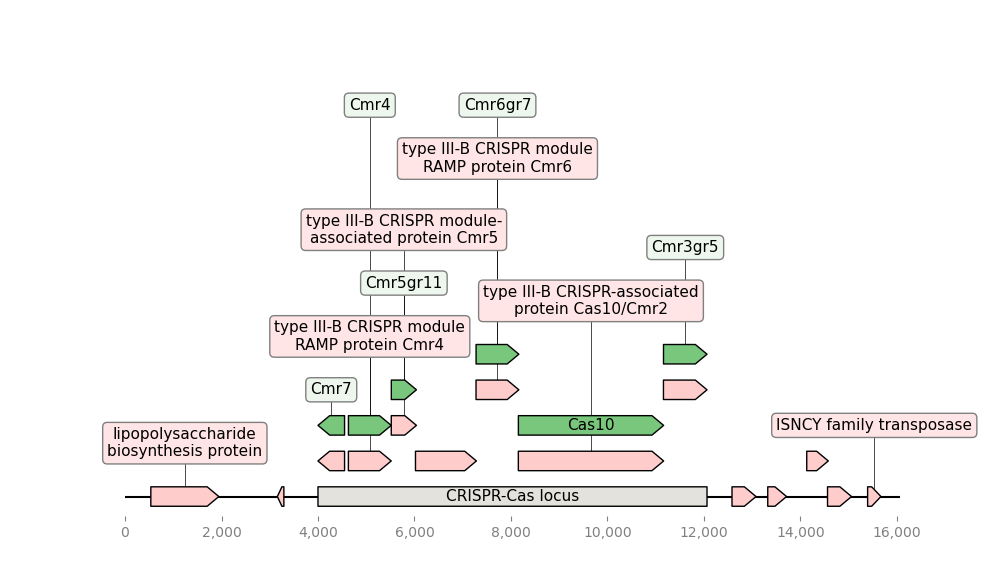 Cmr4
Cmr6gr7
type III-B CRISPR module
RAMP protein Cmr6
type III-B CRISPR module-
associated protein Cmr5
Cmr3gr5
Cmr5gr11
type III-B CRISPR-associated
protein Cas10/Cmr2
type III-B CRISPR module
RAMP protein Cmr4
Cmr7
Cas10
ISNCY family transposase
lipopolysaccharide
biosynthesis protein
CRISPR-Cas locus
0 2,000 4,000 6,000 8,000 10,000 12,000 14,000 16,000